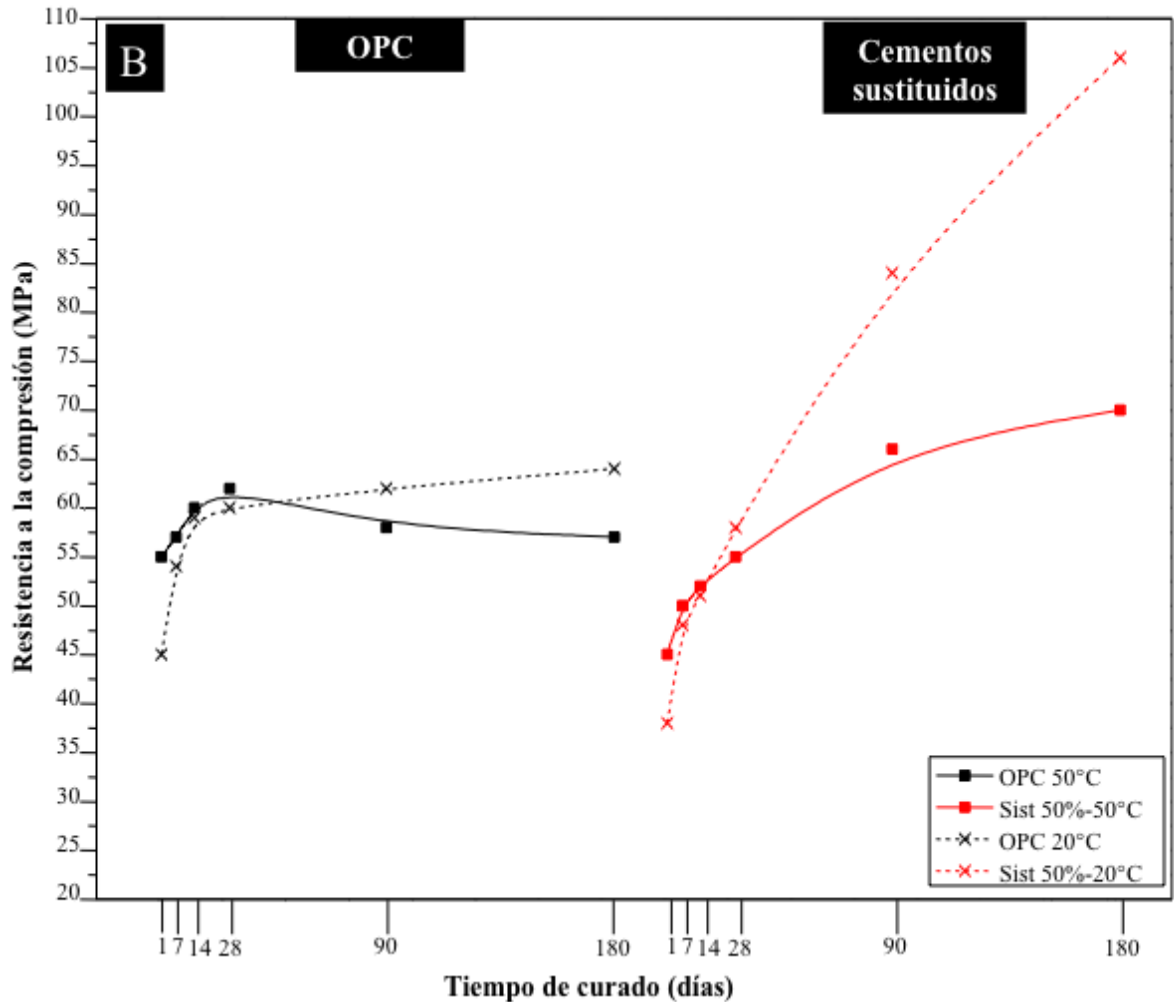 B
OPC
Cementos
sustituidos
Resistencia a la compresión (MPa)
110
105
100
95
90
85
80
75
70
65
60
55
50
45
40
35
30
25
20
OPC 50°C
Sist 50%-50°C
OPC 20°C
Sist 50%-20°C
1 7 14 28 90 180 1 7 14 28 90 180
Tiempo de curado (días)